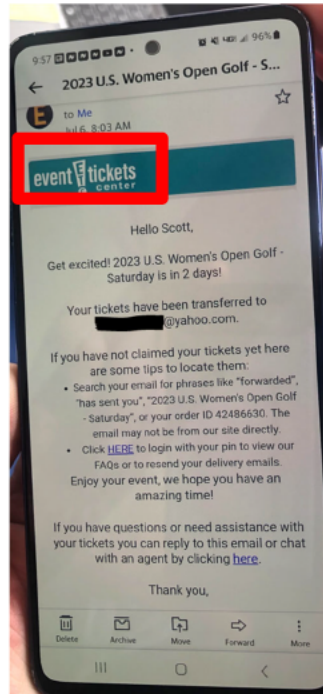 9:57 96%
← 2023 U.S. Women's Open Golf - S...
E to Me
Jul 6, 8:03 AM
event tickets
center
Hello Scott,
Get excited! 2023 U.S. Women's Open Golf -
Saturday is in 2 days!
Your tickets have been transferred to
@yahoo.com.
If you have not claimed your tickets yet here
are some tips to locate them:
• Search your email for phrases like "forwarded",
"has sent you", "2023 U.S. Women's Open Golf
- Saturday", or your order ID 42486630. The
email may not be from our site directly.
• Click HERE to login with your pin to view our
FAQs or to resend your delivery emails.
Enjoy your event, we hope you have an
amazing time!
If you have questions or need assistance with
your tickets you can reply to this email or chat
with an agent by clicking here.
Thank you,
Delete Archive Move Forward More